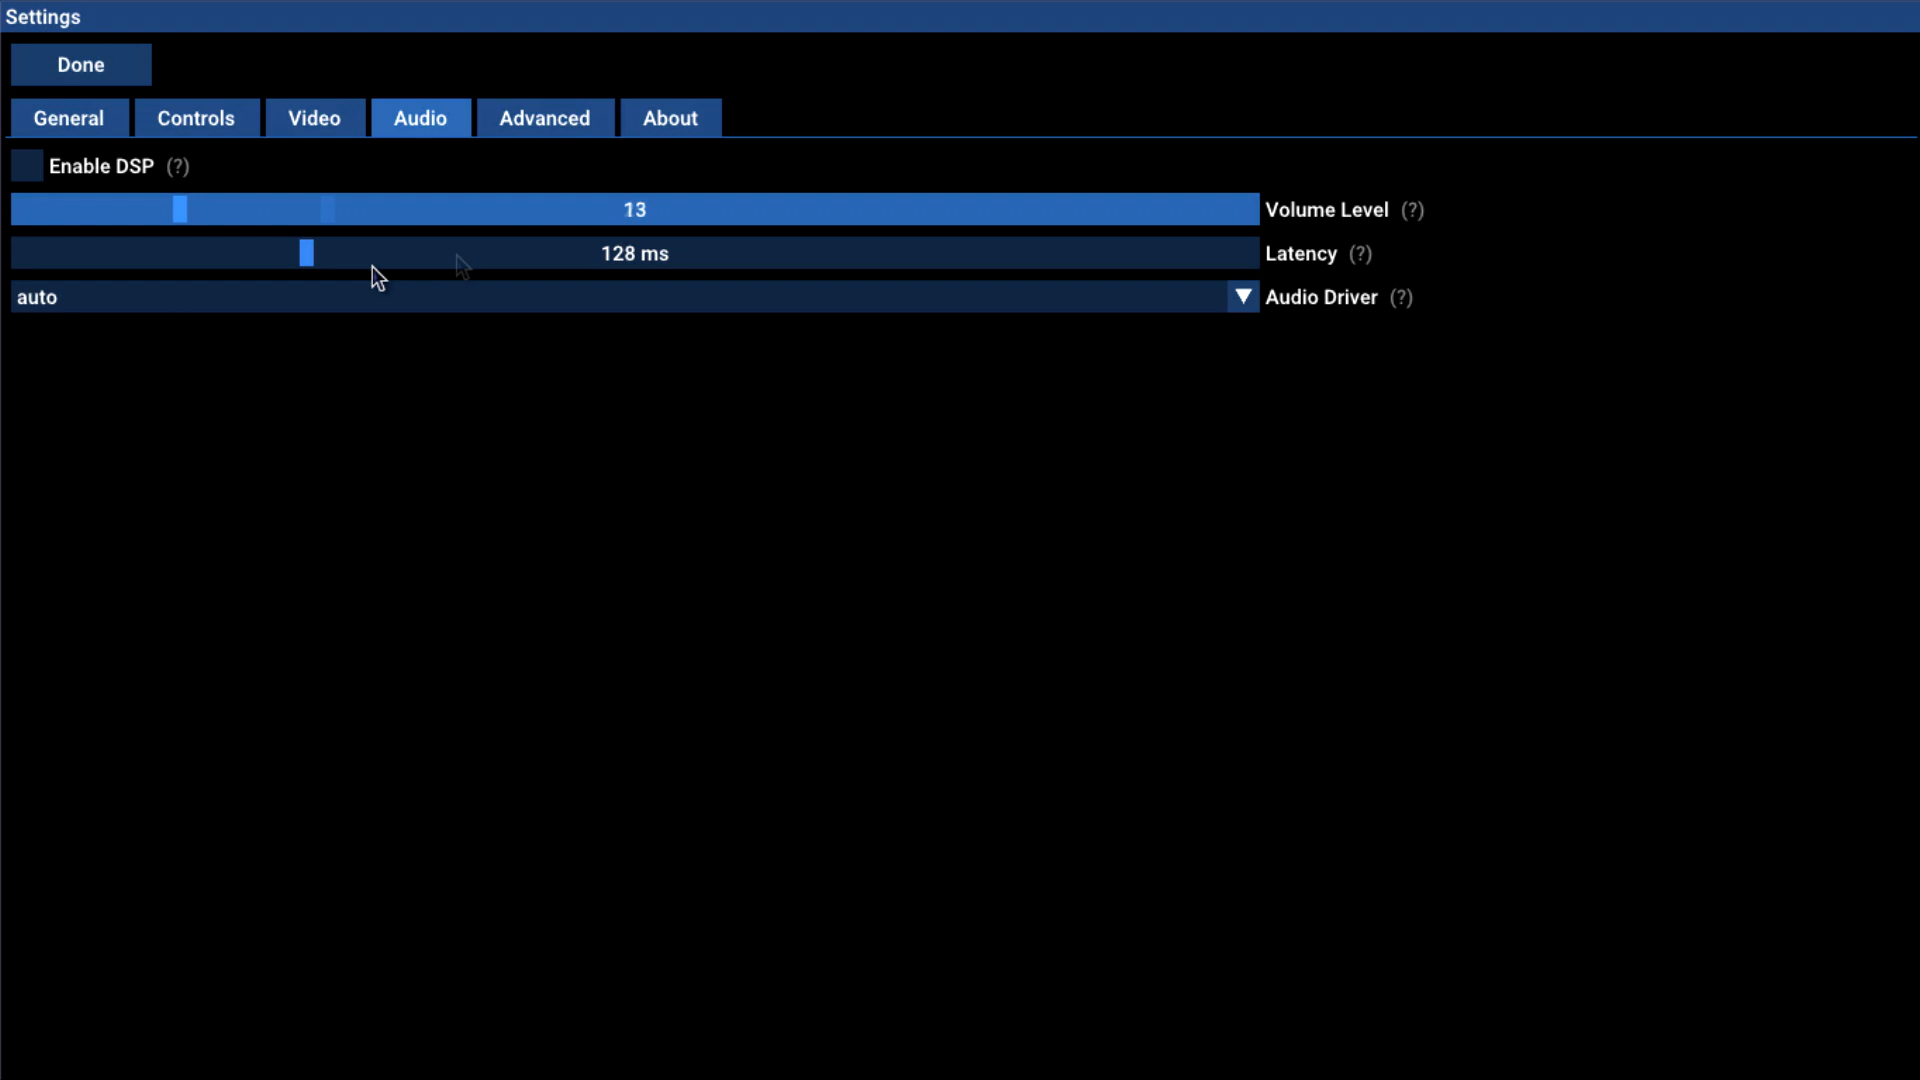 Settings
Done
General Controls Video Audio Advanced About
Enable DSP (?)
13 Volume Level (?)
128 ms Latency (?)
auto Audio Driver (?)